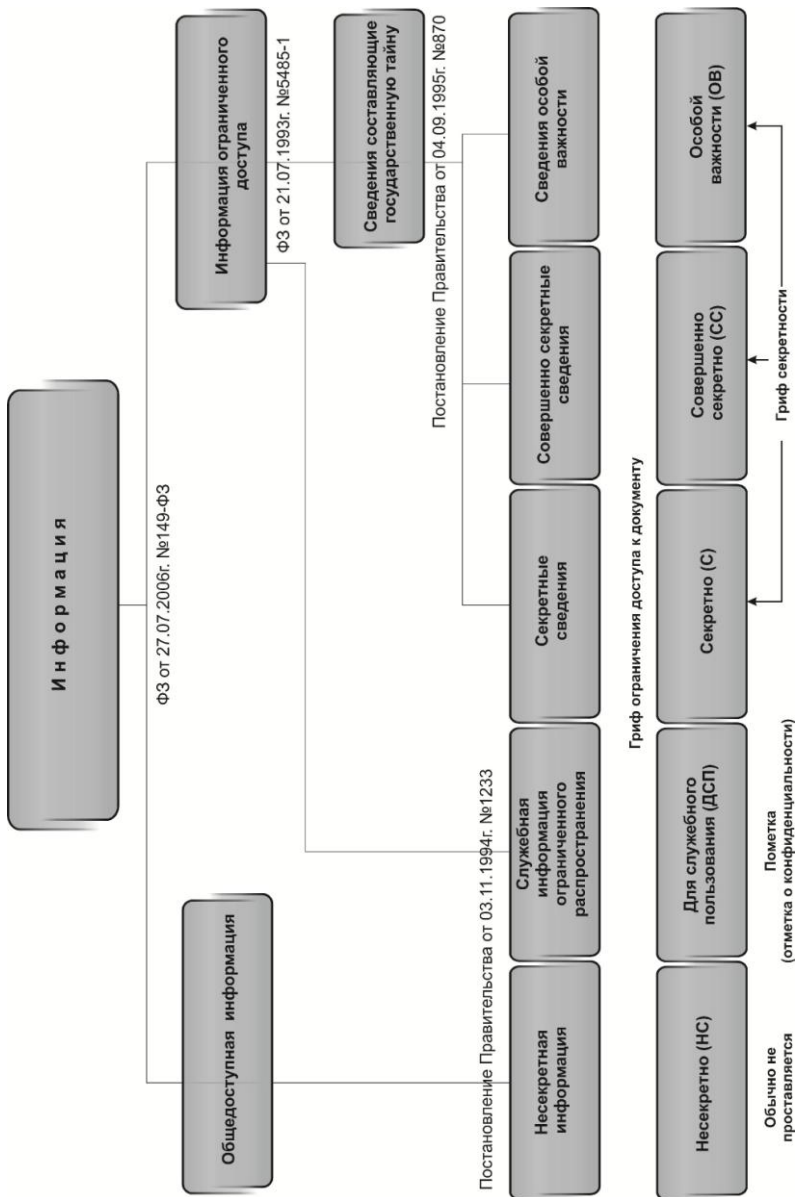 Информация
ФЗ от 27.07.2006г. №149-ФЗ
Общедоступная информация
Информация ограниченного
доступа
ФЗ от 21.07.1993г. №5485-1
Сведения составляющие
государственную тайну
Постановление Правительства от 04.09.1995г. №870
Постановление Правительства от 03.11.1994г. №1233
Несекретная
информация
Служебная
информация
ограниченного
распространения
Секретные
сведения
Совершенно секретные
сведения
Сведения особой
важности
Гриф ограничения доступа к документу
Несекретно (НС)
Для служебного
пользования (ДСП)
Секретно (С)
Совершенно
секретно (СС)
Особой
важности (ОВ)
Обычно не
проставляется
Пометка
(отметка о конфиденциальности)
Гриф секретности